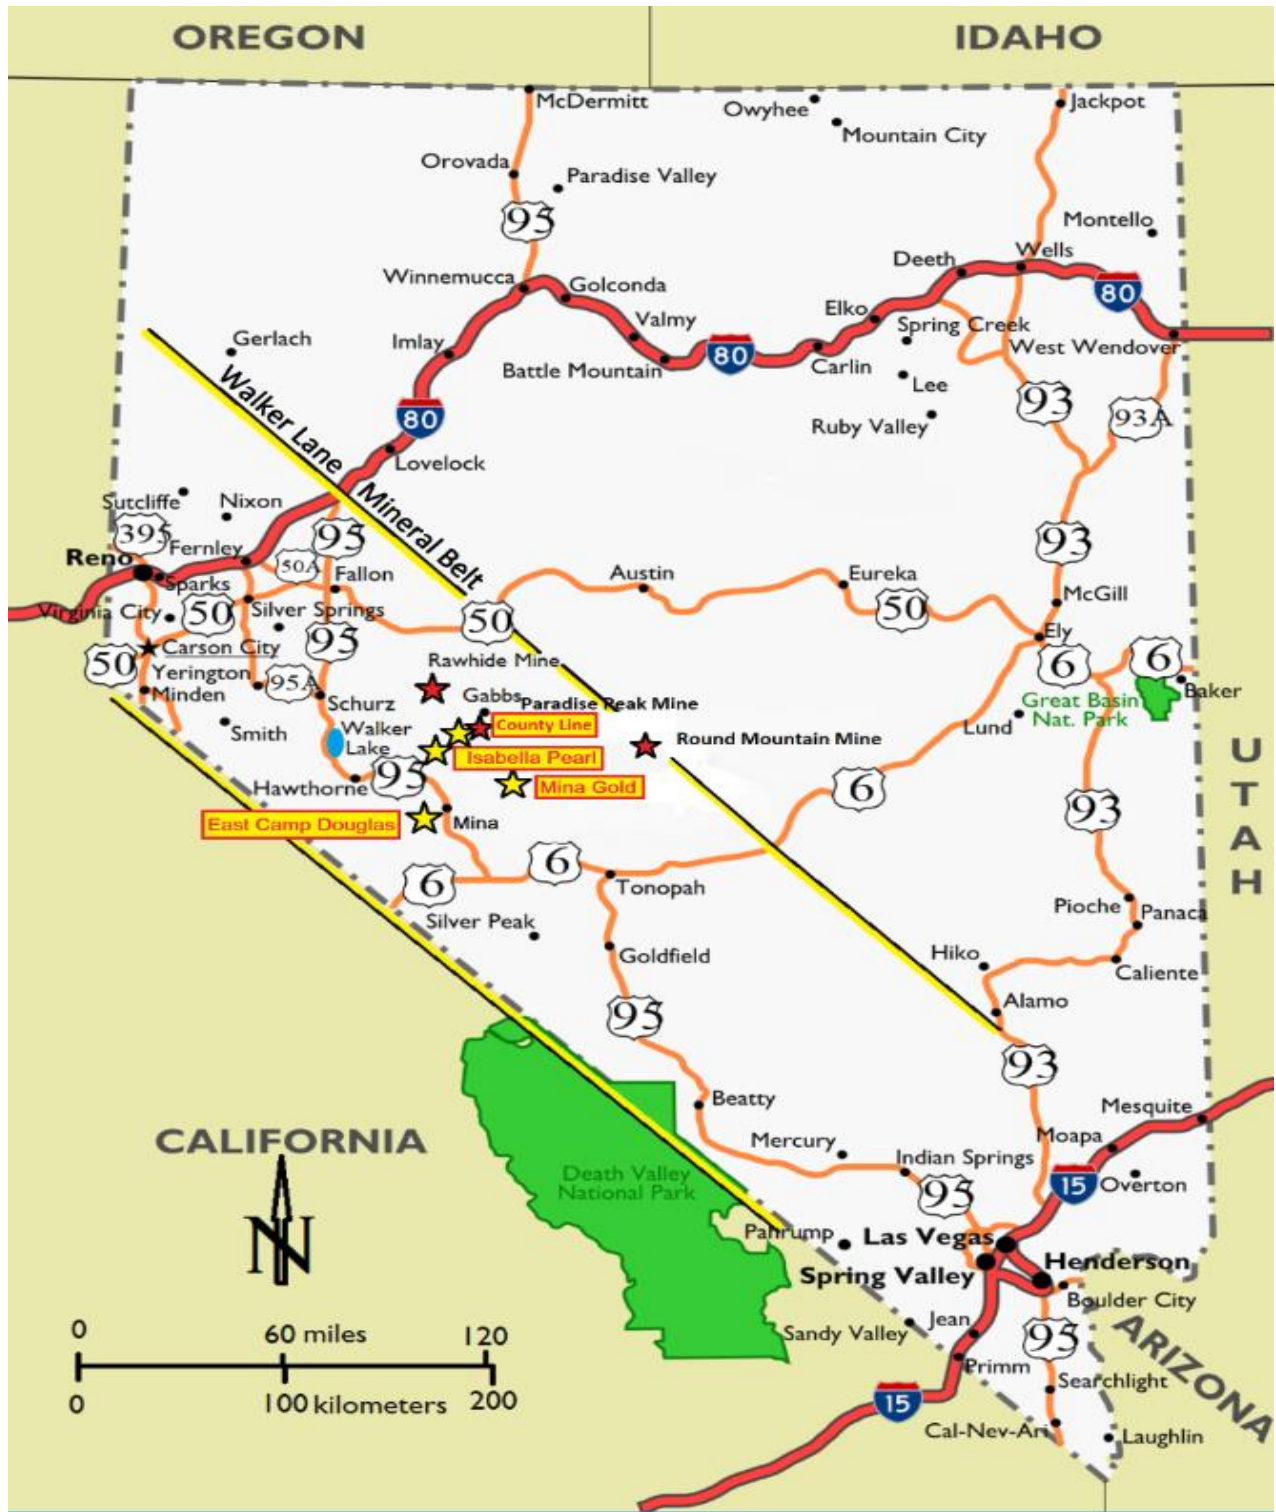 OREGON
IDAHO
McDermitt
Owyhee
Jackpot
Mountain City
Orovada
Paradise Valley
95
Montello
Wells
Deeth
Winnemucca
Golconda
80
Elko
Valmy
Spring Creek
Gerlach
Imlay
80
West Wendover
Battle Mountain
Carlin
Lee
Walker Lane
93
93A
80
Ruby Valley
Lovelock
Sutcliffe
Nixon
Mineral Belt
395
95
93
Reno
Fernley
50A
Fallon
Austin
Eureka
Sparks
McGill
Virginia City
50
Silver Springs
50
50
95
Ely
Carson City
50
6
6
Rawhide Mine
Yerington
95A
Minden
Schurz
Gabbs
Paradise Peak Mine
Great Basin
Nat. Park
Baker
Smith
Walker
Lake
County Line
Lund
Round Mountain Mine
Isabella Pearl
UTAH
Hawthorne
95
Mina Gold
6
93
East Camp Douglas
Mina
6
6
Tonopah
Silver Peak
Pioche
Panaca
Goldfield
Hiko
Caliente
Alamo
95
93
Beatty
Mesquite
CALIFORNIA
Mercury
Moapa
Indian Springs
Death Valley
National Park
95
15
Overton
N
Pahrump
Las Vegas
Spring Valley
Henderson
Boulder City
0
60 miles
120
Sandy Valley
Jean
95
ARIZONA
Primm
Searchlight
0
100 kilometers
200
15
Cal-Nev-Ari
Laughlin